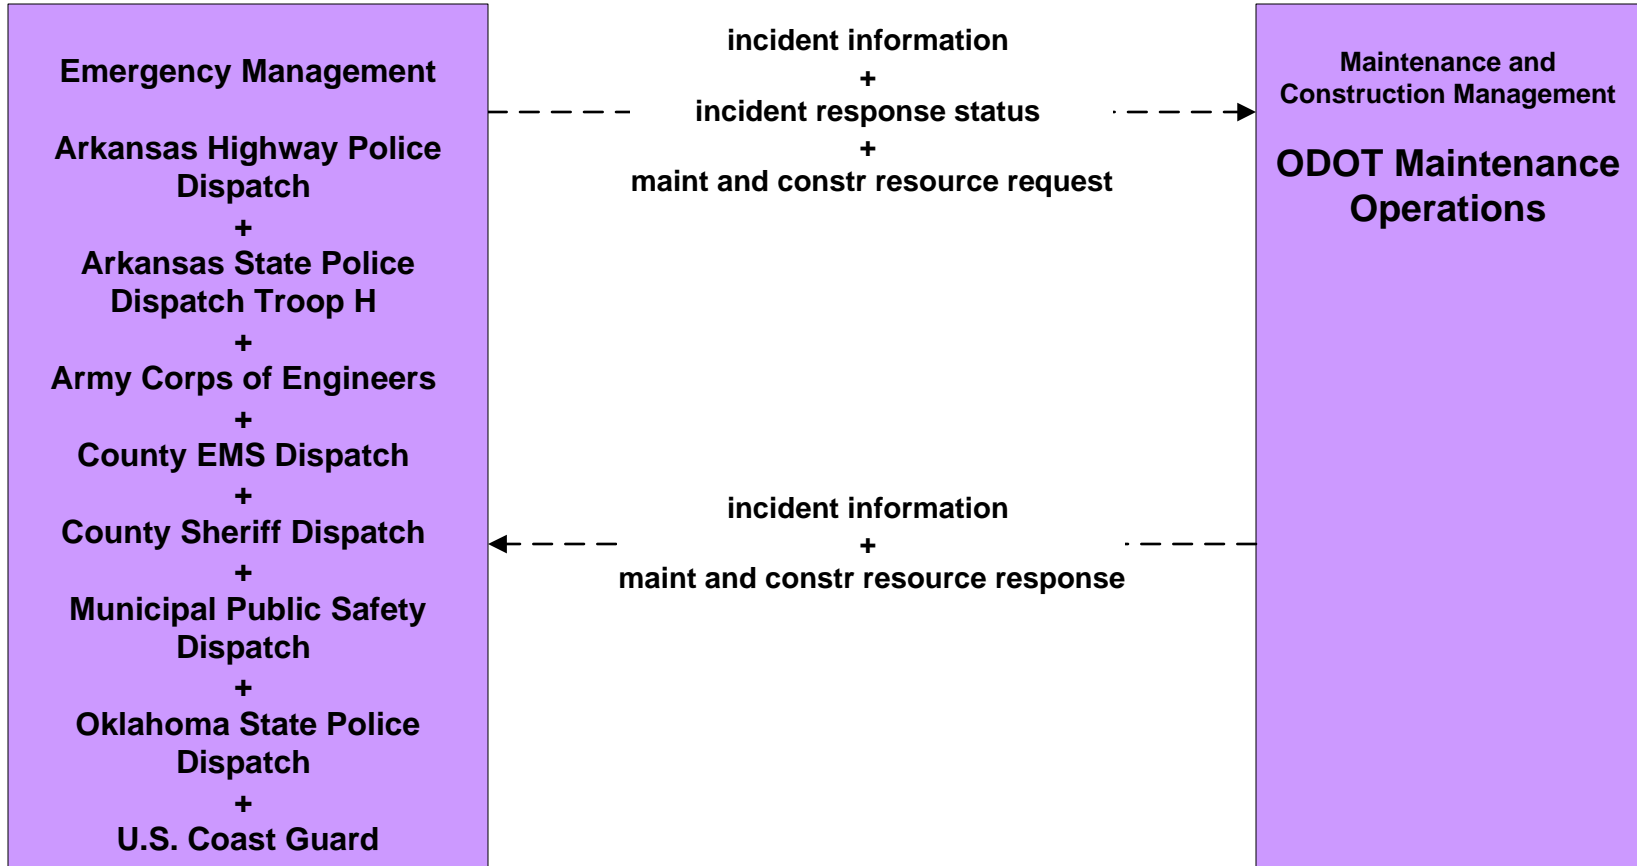 Emergency Management
Arkansas Highway Police
Dispatch
+
Arkansas State Police
Dispatch Troop H
+
Army Corps of Engineers
+
County EMS Dispatch
+
County Sheriff Dispatch
+
Municipal Public Safety
Dispatch
+
Oklahoma State Police
Dispatch
+
U.S. Coast Guard
incident information
+
incident response status
+
maint and constr resource request
incident information
+
maint and constr resource response
Maintenance and
Construction Management
ODOT Maintenance
Operations